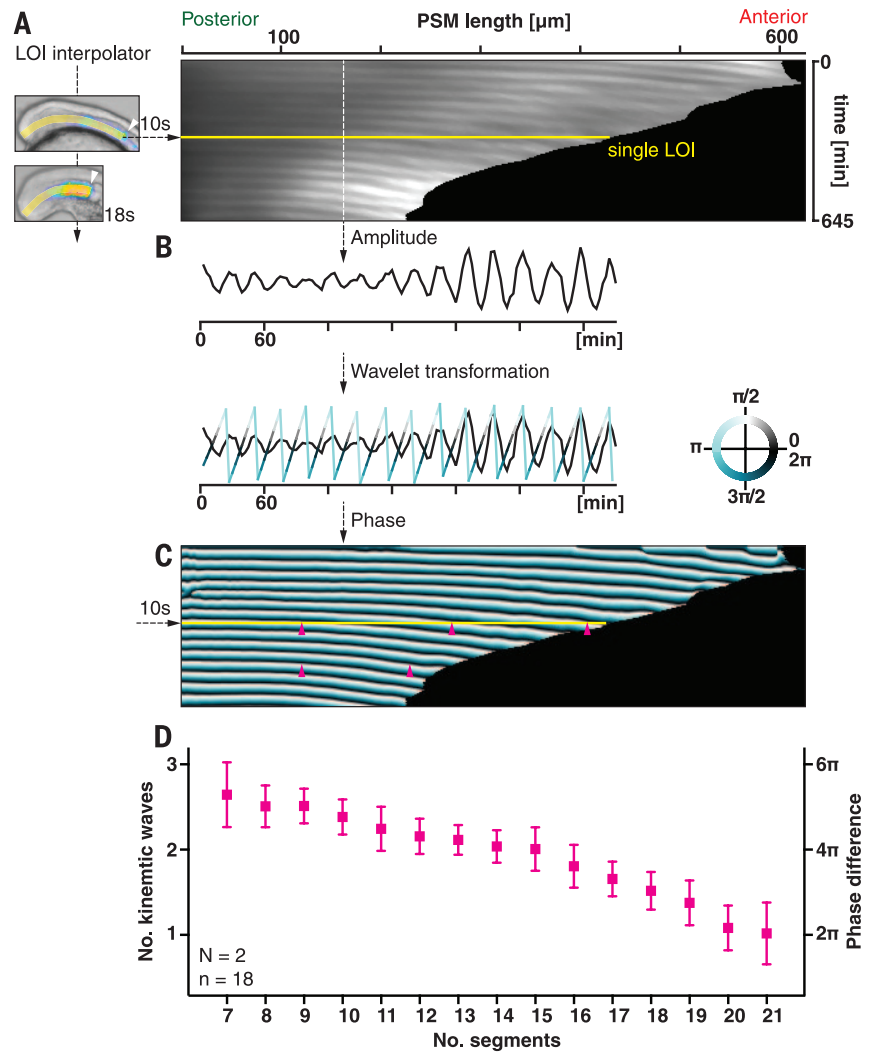 A
Posterior
PSM length [µm]
Anterior
LOI interpolator
100
600
10s
18s
single LOI
0
time [min]
645
B
Amplitude
0
60
[min]
Wavelet transformation
0
60
[min]
π/2
π
0
2π
3π/2
Phase
C
10s
D
No. kinemtic waves
3
2
1
6π
4π
2π
Phase difference
N = 2
n = 18
7 8 9 10 11 12 13 14 15 16 17 18 19 20 21
No. segments